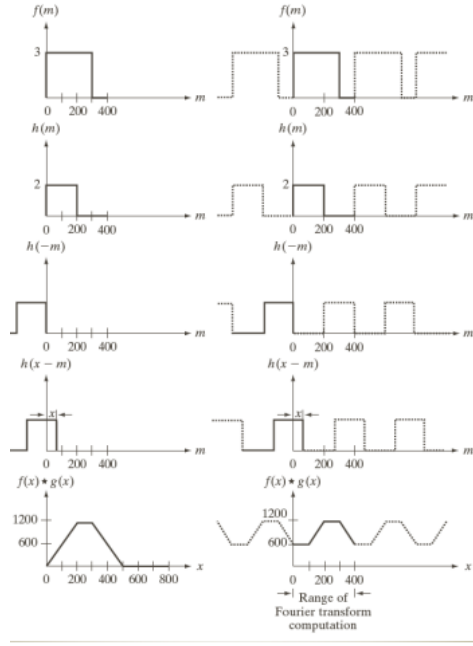 f(m)
3
0 200 400
m
f(m)
3
0 200 400
m
h(m)
2
0 200 400
m
h(m)
2
0 200 400
m
h(−m)
0 200 400
m
h(−m)
0 200 400
m
h(x − m)
x
0 200 400
m
h(x − m)
x
0 200 400
m
f(x) ★ g(x)
1200
600
0 200 400 600 800
x
f(x) ★ g(x)
1200
600
0 200 400
x
Range of
Fourier transform
computation